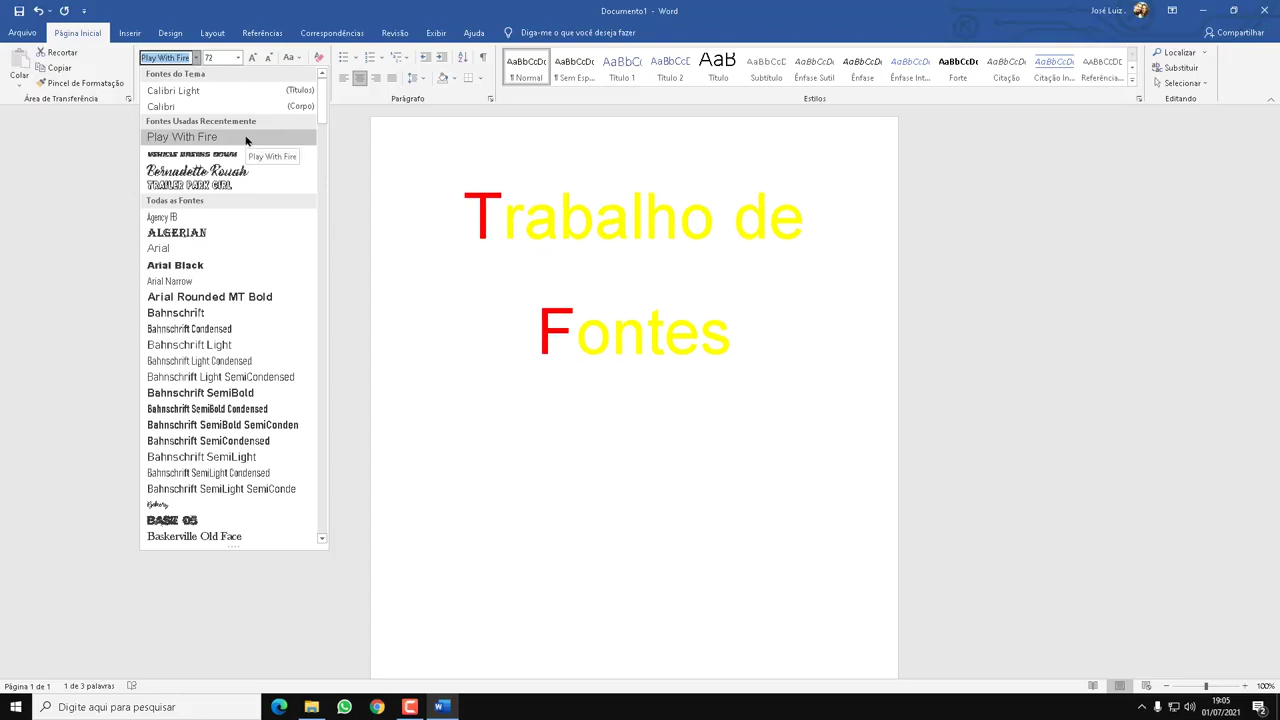 Documento1 - Word
José Luiz .
Arquivo
Página Inicial
Inserir
Design
Layout
Referências
Correspondências
Revisão
Exibir
Ajuda
Diga-me o que você deseja fazer
Compartilhar
Colar
Recortar
Copiar
Pincel de Formatação
Área de Transferência
Play With Fire
72
Aa
Parágrafo
AaBbCcDc
¶ Normal
AaBbCcDc
¶ Sem Esp...
AaBbCc
Título 1
AaBbCcD
Título 2
AaB
Título
AaBbCcD
Subtítulo
AaBbCcDi
Ênfase Sutil
AaBbCcDi
Ênfase
AaBbCcDi
Ênfase Int...
AaBbCcDc
Forte
AaBbCcDi
Citação
AaBbCcDi
Citação In...
AaBbCcDc
Referência...
Estilos
Localizar
Substituir
Selecionar
Editando
Fontes do Tema
Calibri Light (Títulos)
Calibri (Corpo)
Fontes Usadas Recentemente
Play With Fire
Play With Fire
Bernadette Rough
TRAILER PARK GIRL
Todas as Fontes
Agency FB
ALGERIAN
Arial
Arial Black
Arial Narrow
Arial Rounded MT Bold
Bahnschrift
Bahnschrift Condensed
Bahnschrift Light
Bahnschrift Light Condensed
Bahnschrift Light SemiCondensed
Bahnschrift SemiBold
Bahnschrift SemiBold Condensed
Bahnschrift SemiBold SemiConden
Bahnschrift SemiCondensed
Bahnschrift SemiLight
Bahnschrift SemiLight Condensed
Bahnschrift SemiLight SemiConde
BASE 05
Baskerville Old Face
Trabalho de
Fontes
Página 1 de 1
1 de 3 palavras
100%
Digite aqui para pesquisar
19:05
01/07/2021
2